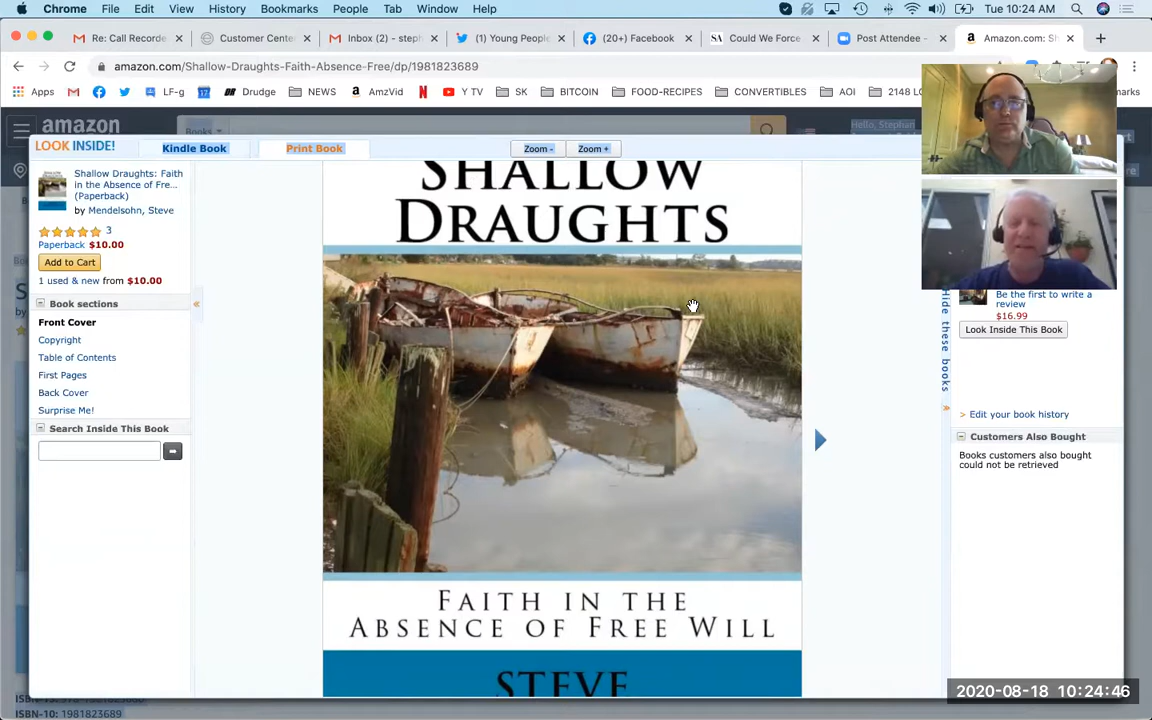 Chrome File Edit View History Bookmarks People Tab Window Help Tue 10:24 AM
Re: Call Recorde Customer Cente Inbox (2) - steph (1) Young People (20+) Facebook Could We Force Post Attendee - Amazon.com: S
amazon.com/Shallow-Draughts-Faith-Absence-Free/dp/1981823689
Apps LF-g 17 Drudge NEWS AmzVid Y TV SK BITCOIN FOOD-RECIPES CONVERTIBLES AOI 2148 L
amazon Books Hello, Stephan
LOOK INSIDE! Kindle Book Print Book Zoom - Zoom +
Shallow Draughts: Faith
in the Absence of Fre...
(Paperback)
by Mendelsohn, Steve
3
Paperback $10.00
Add to Cart
1 used & new from $10.00
Book sections
Front Cover
Copyright
Table of Contents
First Pages
Back Cover
Surprise Me!
Search Inside This Book
SHALLOW
DRAUGHTS
FAITH IN THE
ABSENCE OF FREE WILL
STEVE
Hide these books
Be the first to write a
review
$16.99
Look Inside This Book
> Edit your book history
Customers Also Bought
Books customers also bought
could not be retrieved
ISBN-10: 1981823689
2020-08-18 10:24:46